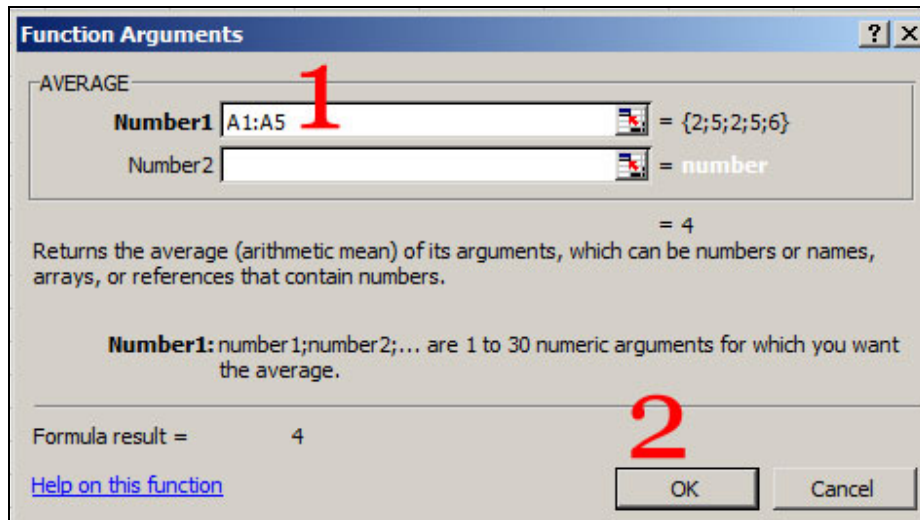 Function Arguments
AVERAGE
1
Number1 A1:A5 = {2;5;2;5;6}
Number2 = number
= 4
Returns the average (arithmetic mean) of its arguments, which can be numbers or names,
arrays, or references that contain numbers.
Number1: number1;number2;... are 1 to 30 numeric arguments for which you want
the average.
2
Formula result = 4
Help on this function OK Cancel